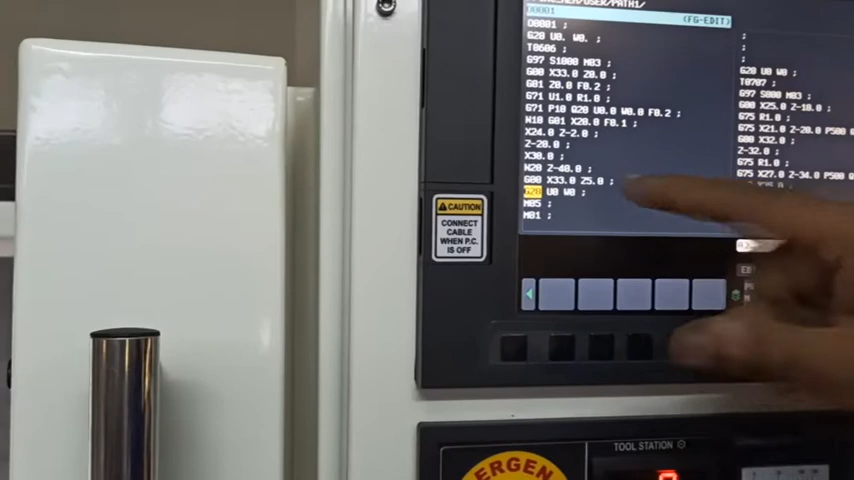 USER/PATH1/
O0001
(FG-EDIT)
O0001 ;
G28 U0. W0. ;
T0606 ;
G97 S1000 M03 ;
G00 X33.0 Z0.0 ;
G01 Z0.0 F0.2 ;
G71 U1.0 R1.0 ;
G71 P10 Q20 U0.0 W0.0 F0.2 ;
N10 G01 X20.0 F0.1 ;
X24.0 Z-2.0 ;
Z-20.0 ;
X30.0 ;
N20 Z-40.0 ;
G00 X33.0 Z5.0 ;
G28 U0 W0 ;
M05 ;
M01 ;
;
;
G28 U0 W0 ;
T0707 ;
G97 S800 M03 ;
G00 X25.0 Z-18.0
G75 R1.0 ;
G75 X21.0 Z-20.0 P500
G00 X32.0 ;
Z-32.0 ;
G75 R1.0 ;
G75 X27.0 Z-34.0 P500
CAUTION
CONNECT
CABLE
WHEN P.C.
IS OFF
TOOL STATION
EMERGEN